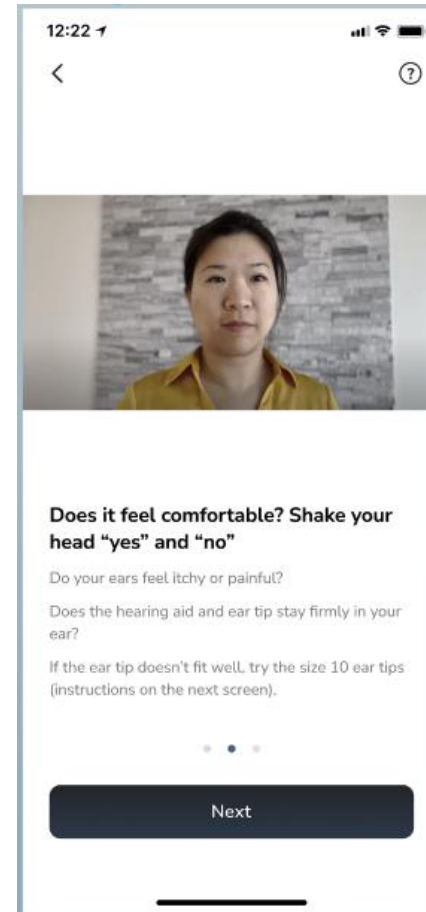 12:22
Does it feel comfortable? Shake your
head “yes” and “no”
Do your ears feel itchy or painful?
Does the hearing aid and ear tip stay firmly in your
ear?
If the ear tip doesn’t fit well, try the size 10 ear tips
(instructions on the next screen).
Next